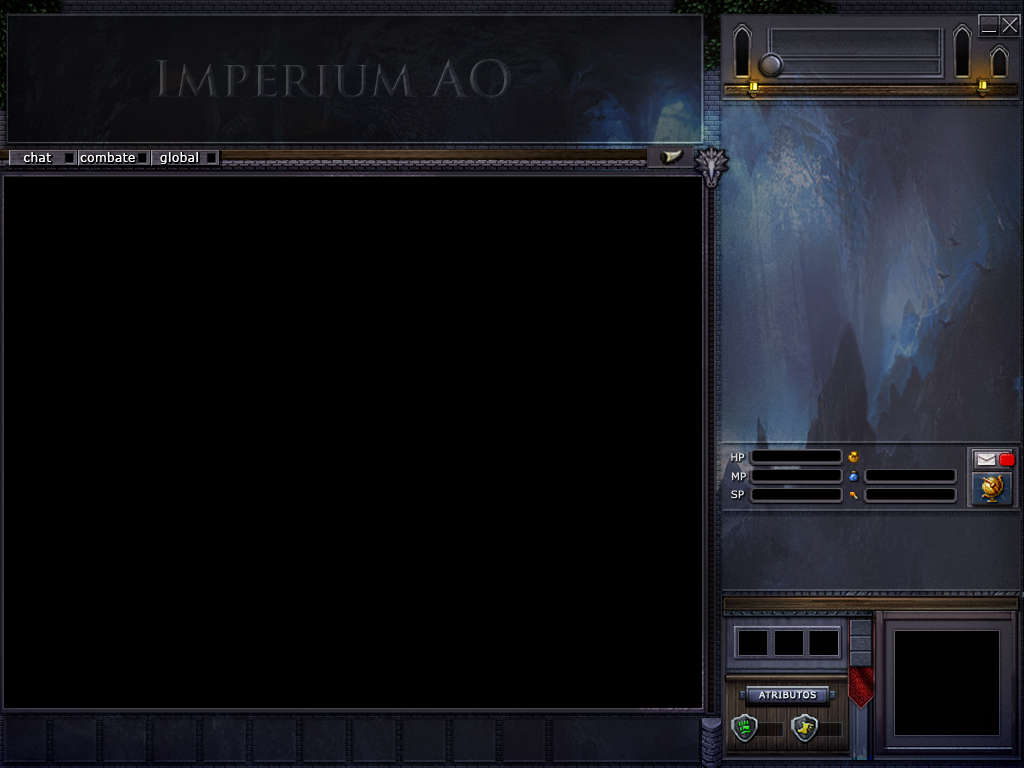 IMPERIUM AO
chat
combate
global
HP
MP
SP
ATRIBUTOS